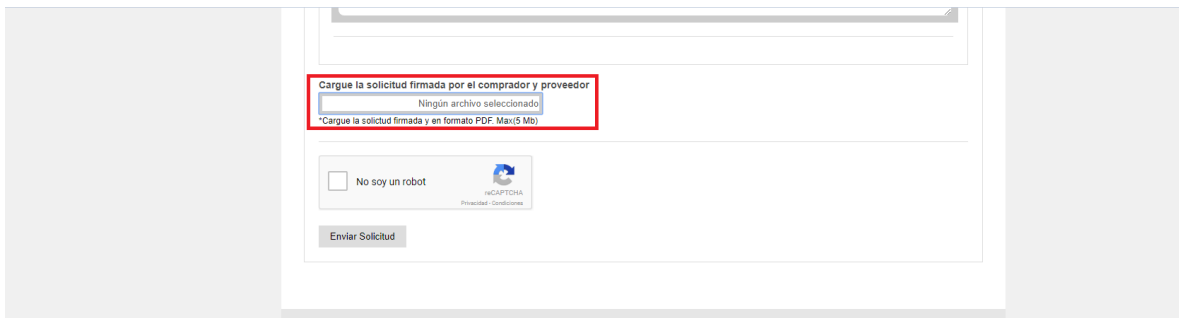 Cargue la solicitud firmada por el comprador y proveedor
Ningún archivo seleccionado
*Cargue la solictud firmada y en formato PDF. Max(5 Mb)
No soy un robot
reCAPTCHA
Privacidad - Condiciones
Enviar Solicitud